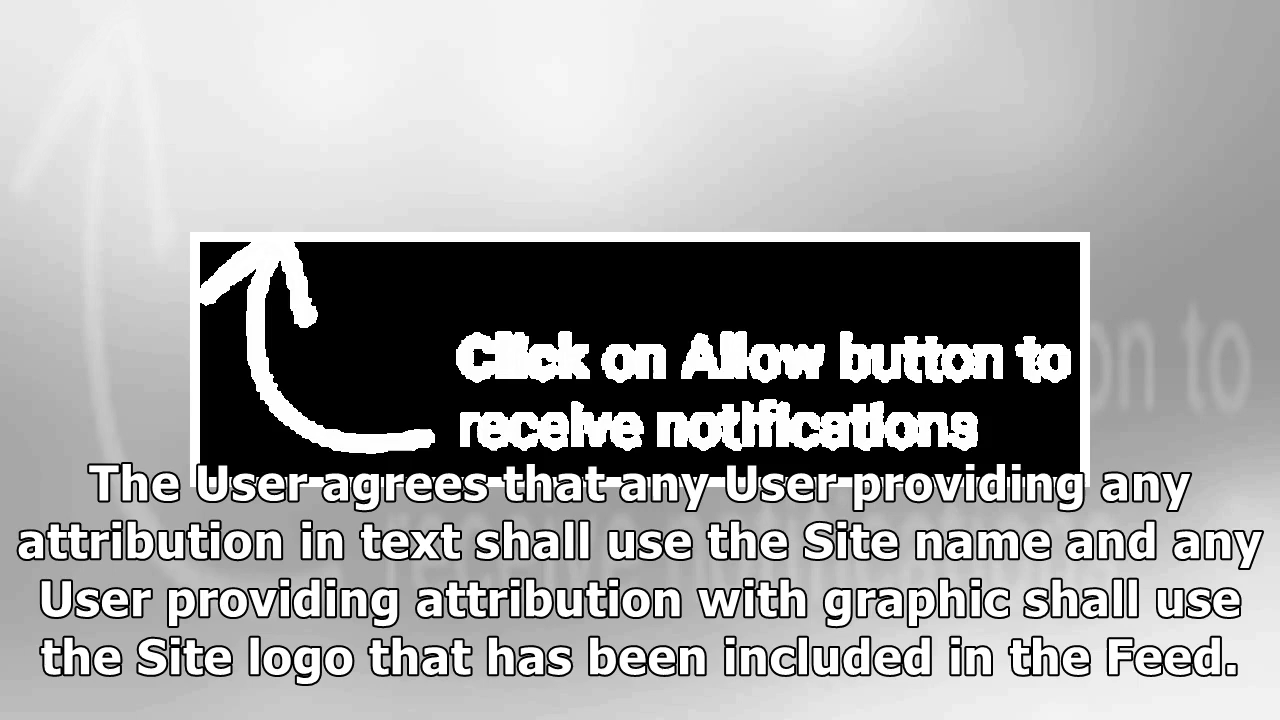 Click on Allow button to
receive notifications
The User agrees that any User providing any
attribution in text shall use the Site name and any
User providing attribution with graphic shall use
the Site logo that has been included in the Feed.